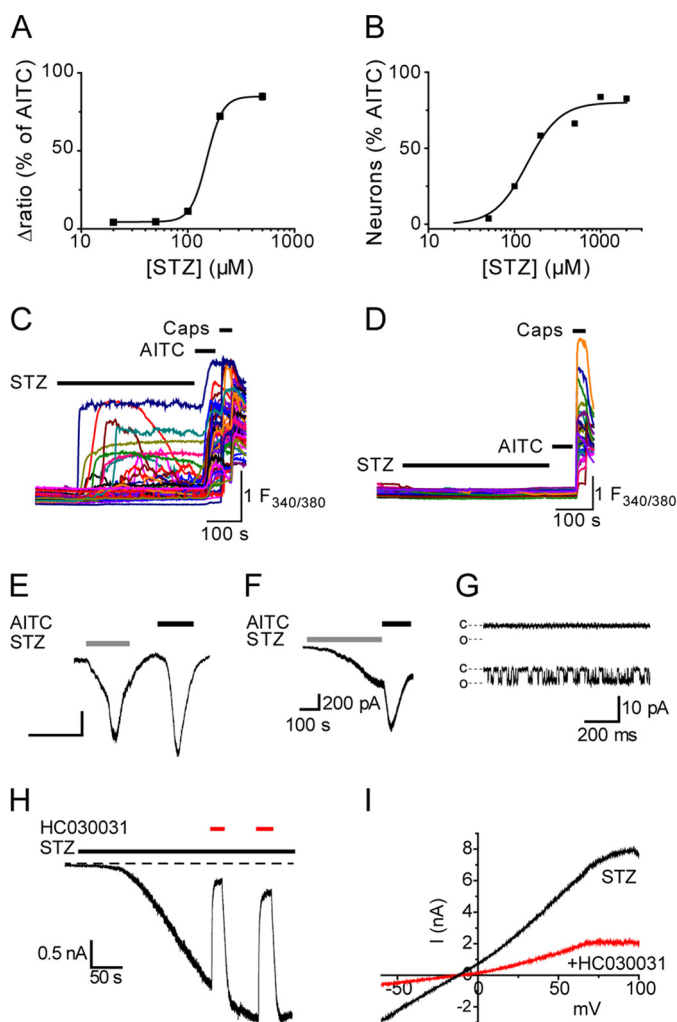 A
B
Δratio (% of AITC)
100
50
0
10
100
1000
[STZ] (µM)
Neurons (% AITC)
100
50
0
10
100
1000
[STZ] (µM)
C
D
Caps
AITC
STZ
1 F340/380
100 s
Caps
AITC
STZ
1 F340/380
100 s
E
F
G
AITC
STZ
AITC
STZ
200 pA
100 s
c
o
c
o
10 pA
200 ms
H
I
HC030031
STZ
0.5 nA
50 s
I (nA)
8
6
4
2
0
-2
-50
0
50
100
mV
STZ
+HC030031